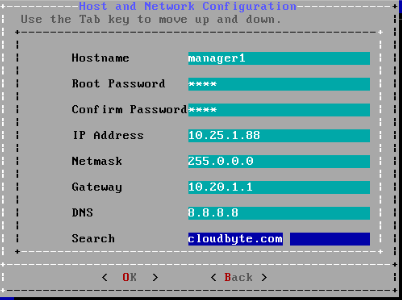 Host and Network Configuration
Use the Tab key to move up and down.
Hostname manager1
Root Password ****
Confirm Password ****
IP Address 10.25.1.88
Netmask 255.0.0.0
Gateway 10.20.1.1
DNS 8.8.8.8
Search cloudbyte.com
< OK > < Back >